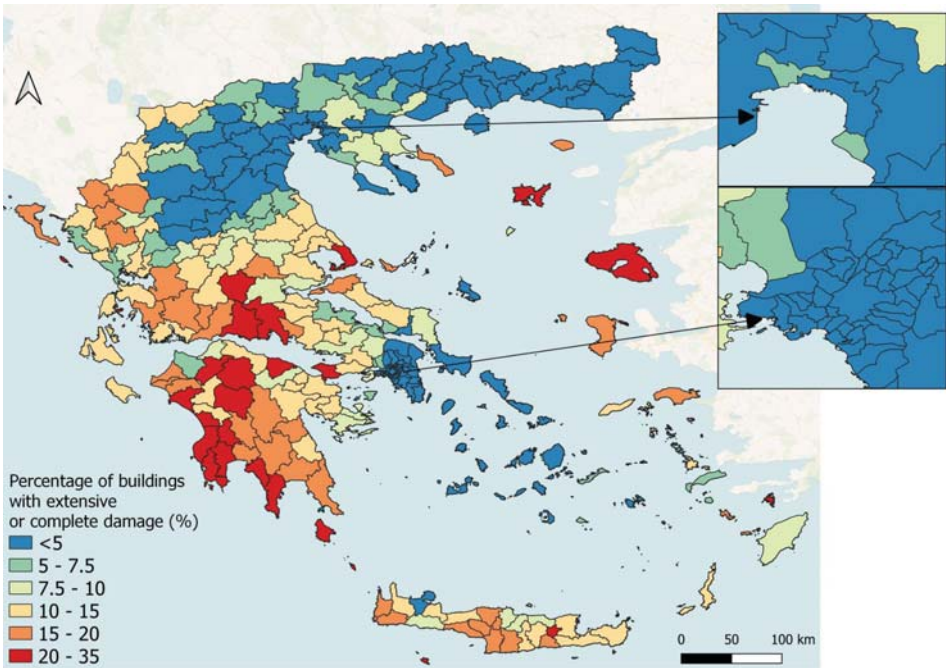 Percentage of buildings
with extensive
or complete damage (%)
<5
5 - 7.5
7.5 - 10
10 - 15
15 - 20
20 - 35
0 50 100 km